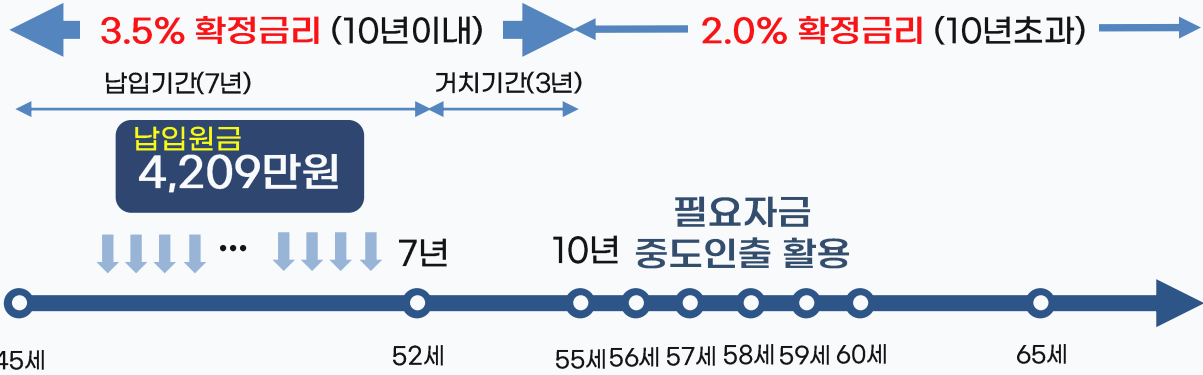 3.5% 확정금리 (10년이내)
2.0% 확정금리 (10년초과)
납입기간(7년)
거치기간(3년)
납입원금
4,209만원
필요자금
중도인출 활용
...
7년
10년
45세
52세
55세
56세
57세
58세
59세
60세
65세